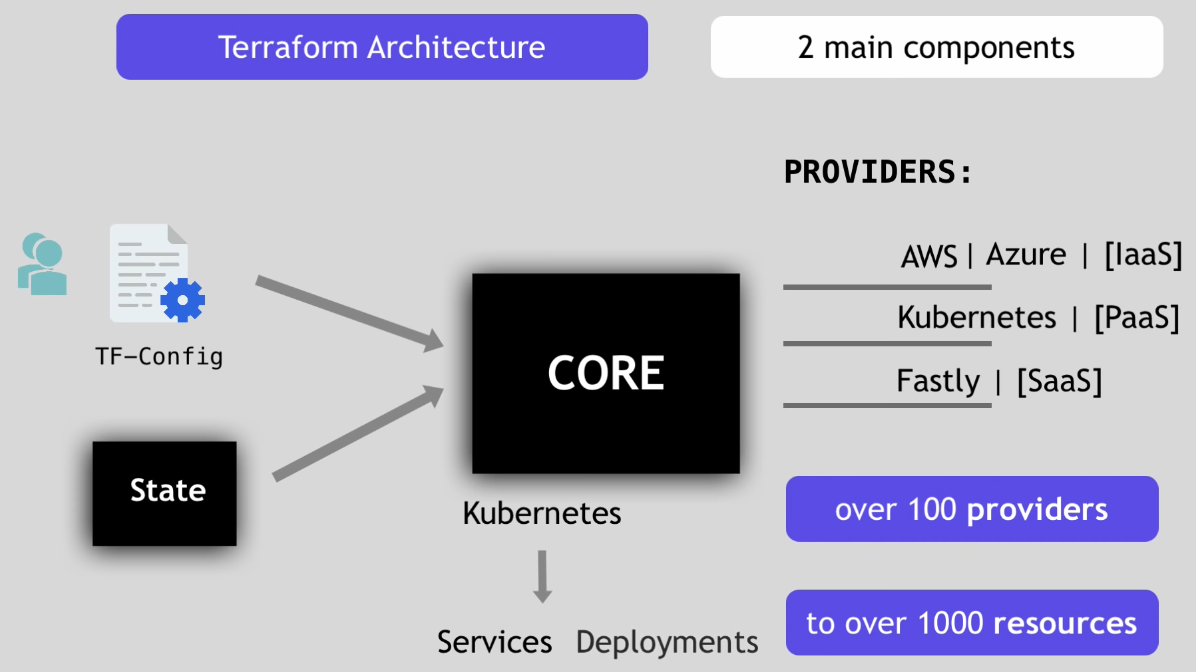 Terraform Architecture
2 main components
PROVIDERS:
AWS | Azure | [IaaS]
Kubernetes | [PaaS]
Fastly | [SaaS]
TF-Config
CORE
State
Kubernetes
Services Deployments
over 100 providers
to over 1000 resources